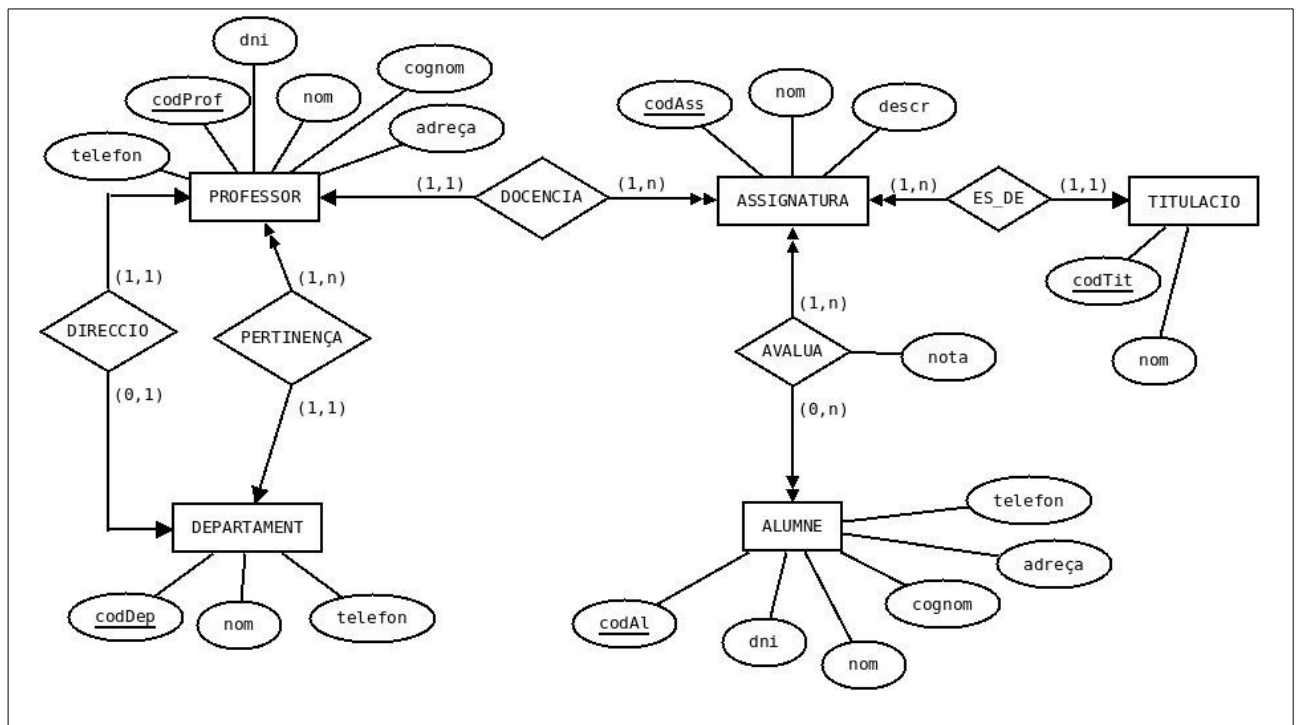 dni
cognom
codProf
nom
adreça
telefon
PROFESSOR
(1,1)
DOCENCIA
(1,n)
codAss
nom
descr
ASSIGNATURA
(1,n)
ES_DE
(1,1)
TITULACIO
codTit
nom
(1,1)
DIRECCIO
(0,1)
(1,n)
PERTINENÇA
(1,1)
(1,n)
AVALUA
nota
(0,n)
DEPARTAMENT
codDep
nom
telefon
ALUMNE
telefon
adreça
cognom
codAl
dni
nom